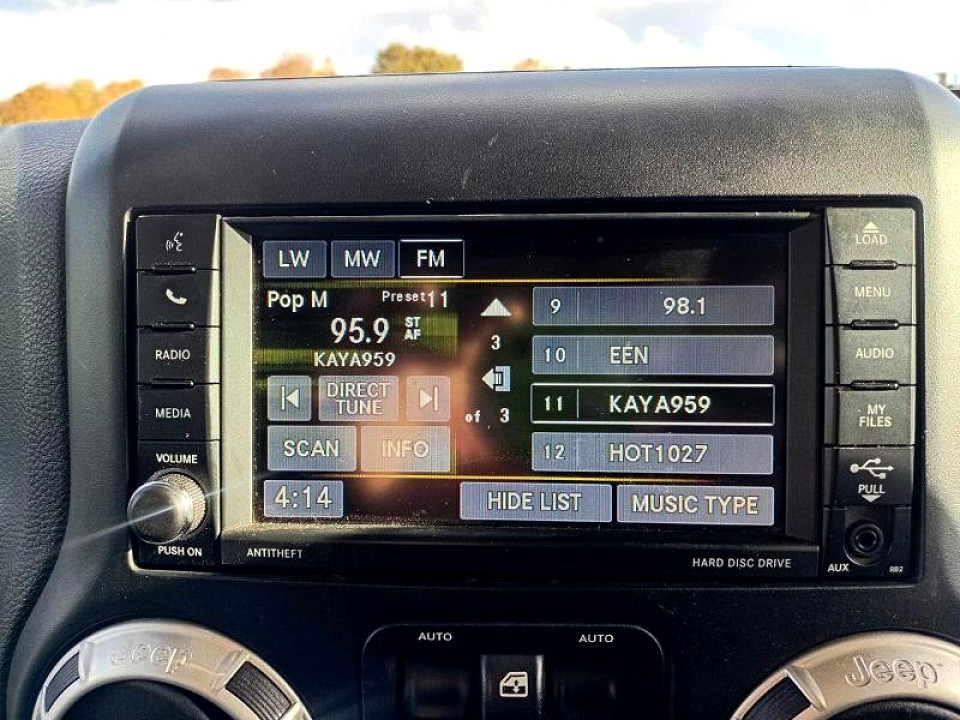 LW MW FM
Pop M Preset 11
95.9 ST AF
KAYA959
DIRECT TUNE
SCAN INFO
4:14
3
of 3
9 98.1
10 EÉN
11 KAYA959
12 HOT1027
HIDE LIST MUSIC TYPE
RADIO
MEDIA
VOLUME
PUSH ON
ANTITHEFT
HARD DISC DRIVE
LOAD
MENU
AUDIO
MY FILES
PULL
AUX
RB2
AUTO AUTO
Jeep
Jeep